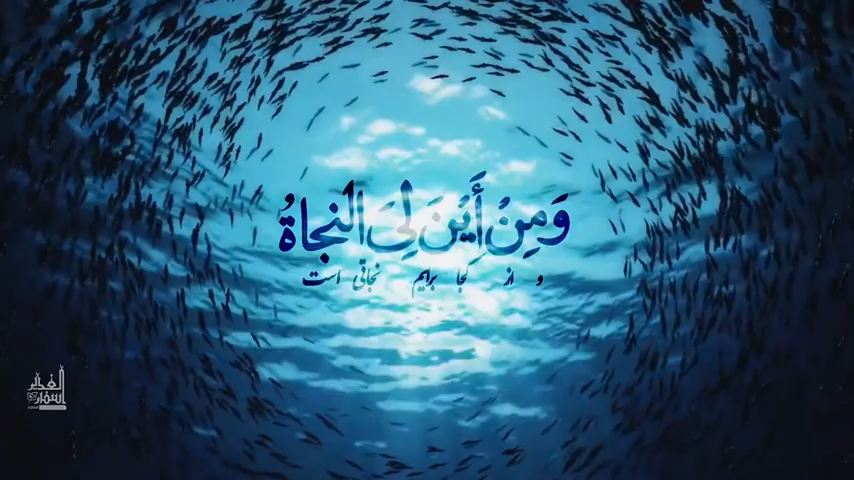 وَمِنْ أَيْنَ لِيَ النَجاةُ
و از کجا برایم نجاتی است